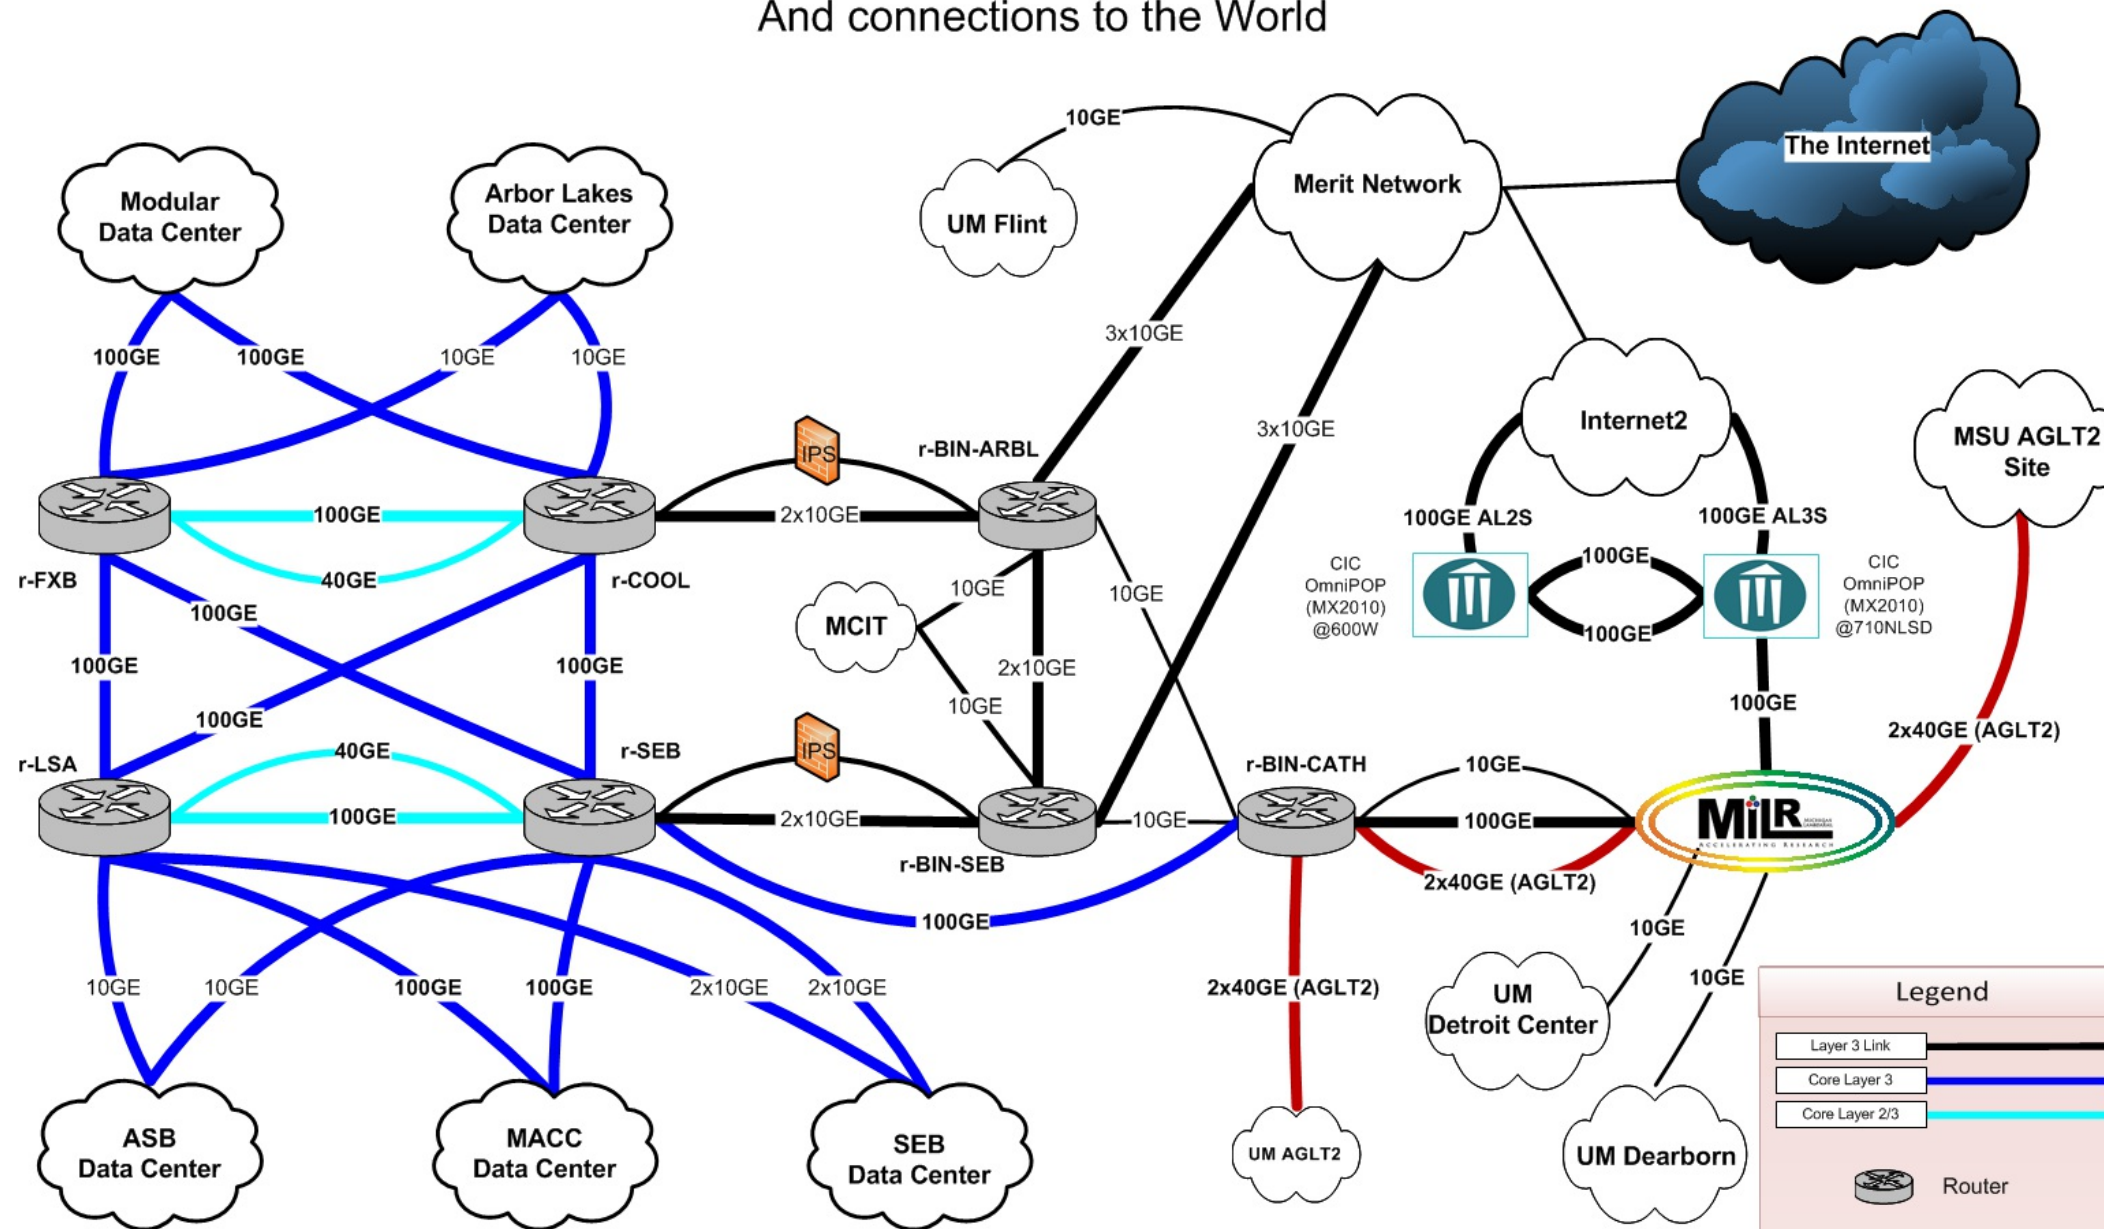 And connections to the World
10GE
The Internet
Merit Network
UM Flint
Modular
Data Center
Arbor Lakes
Data Center
3x10GE
100GE
100GE
10GE
10GE
3x10GE
Internet2
MSU AGLT2
Site
IPS
r-BIN-ARBL
100GE
2x10GE
100GE AL2S
100GE AL3S
40GE
r-FXB
r-COOL
10GE
10GE
100GE
100GE
CIC
OmniPOP
(MX2010)
@600W
CIC
OmniPOP
(MX2010)
@710NLSD
100GE
MCIT
100GE
100GE
2x10GE
10GE
100GE
100GE
2x40GE (AGLT2)
40GE
r-LSA
r-SEB
IPS
r-BIN-CATH
10GE
100GE
2x10GE
10GE
100GE
MiLR
MICHIGAN
LAMBDARAIL
ACCELERATING RESEARCH
r-BIN-SEB
2x40GE (AGLT2)
100GE
10GE
10GE
10GE
10GE
100GE
100GE
2x10GE
2x10GE
2x40GE (AGLT2)
UM
Detroit Center
Legend
Layer 3 Link
Core Layer 3
Core Layer 2/3
Router
ASB
Data Center
MACC
Data Center
SEB
Data Center
UM AGLT2
UM Dearborn